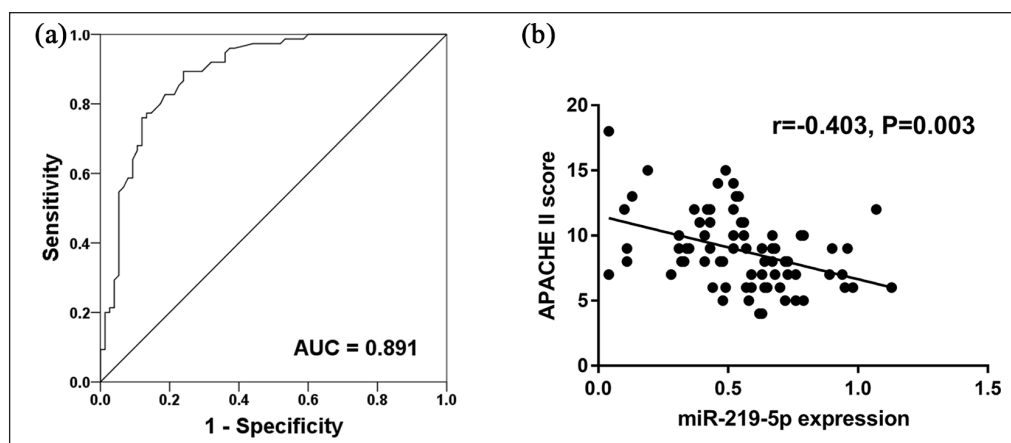 (a)
1.0
0.8
0.6
0.4
0.2
0.0
Sensitivity
AUC = 0.891
0.0 0.2 0.4 0.6 0.8 1.0
1 - Specificity
(b)
20
15
10
5
0
APACHE II score
r=-0.403, P=0.003
0.0 0.5 1.0 1.5
miR-219-5p expression